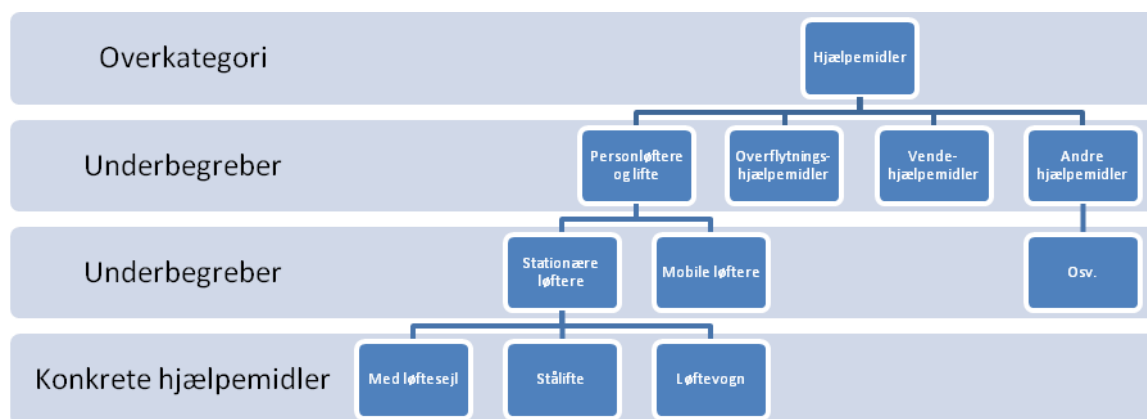 Overkategori
Hjælpemidler
Underbegreber
Personløftere
og lifte
Overflytnings-
hjælpemidler
Vende-
hjælpemidler
Andre
hjælpemidler
Underbegreber
Stationære
løftere
Mobile løftere
Osv.
Konkrete hjælpemidler
Med løftesejl
Stålifte
Løftevogn